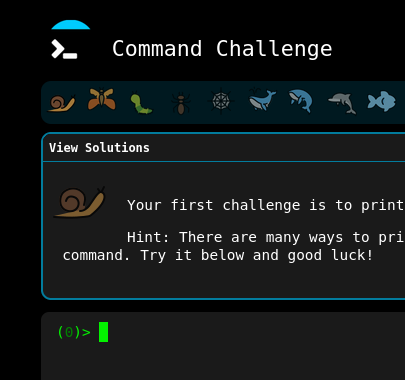 Command Challenge
View Solutions
Your first challenge is to print
Hint: There are many ways to pri
command. Try it below and good luck!
(0)>